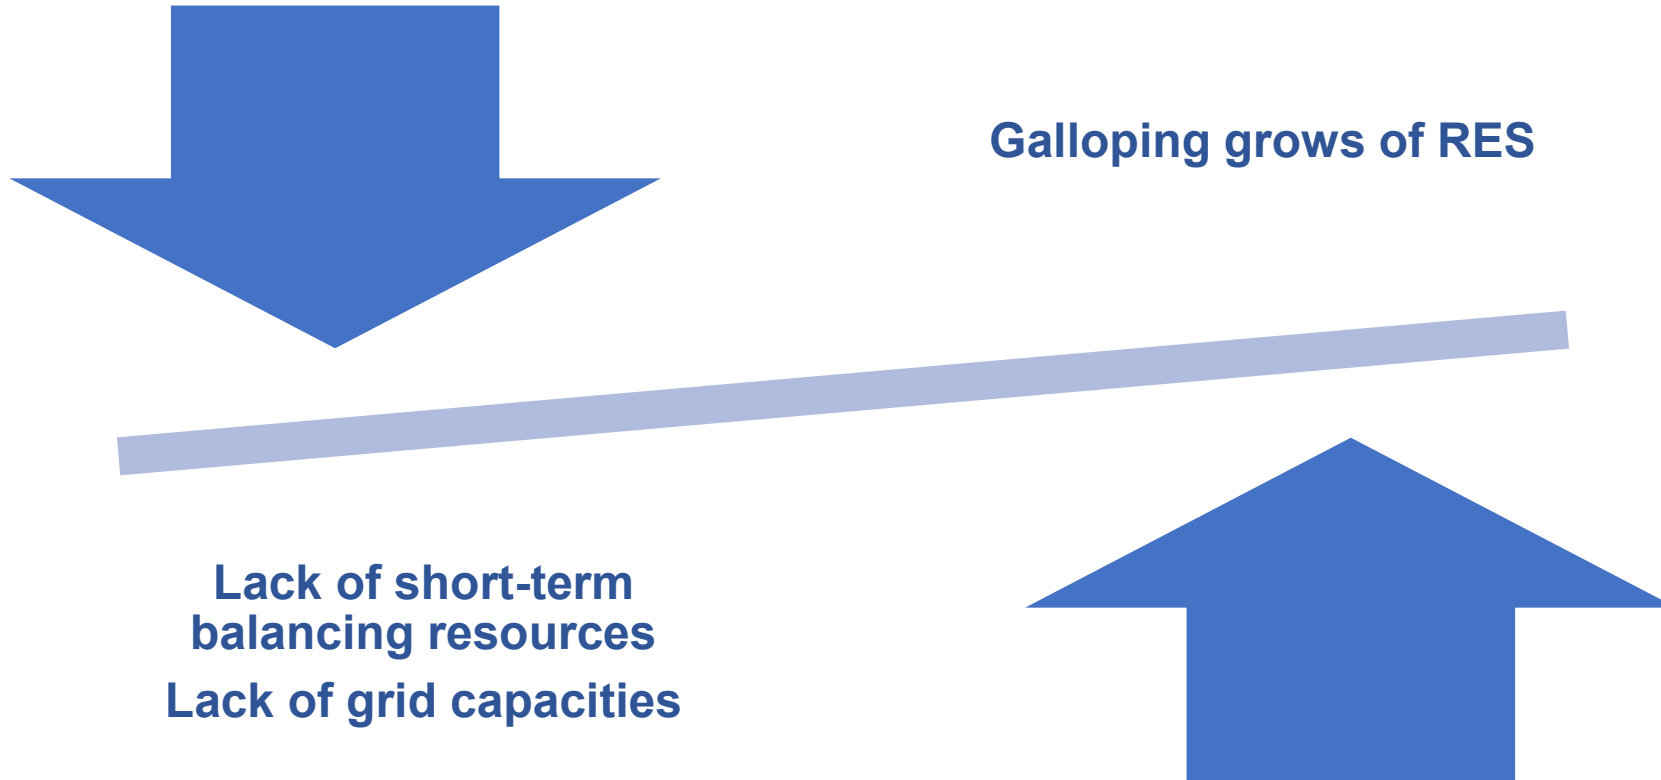 Galloping grows of RES
Lack of short-term
balancing resources
Lack of grid capacities